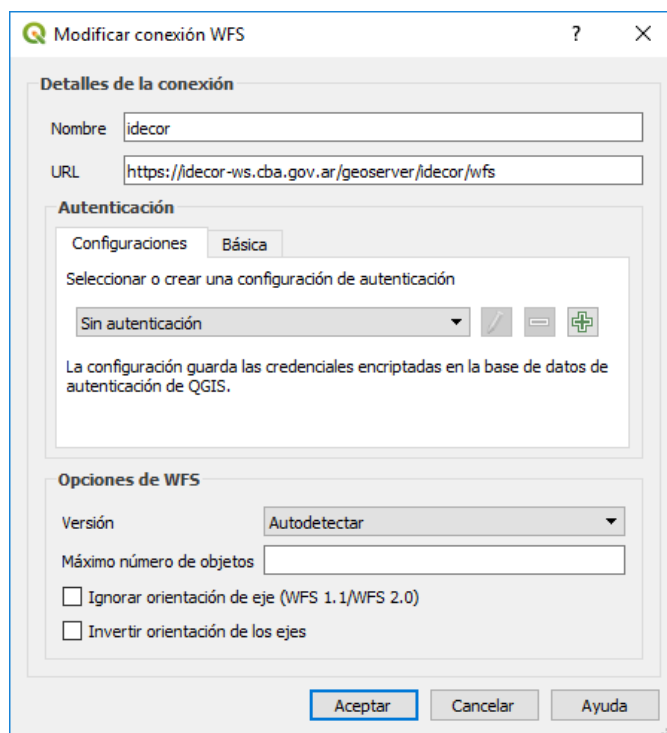 Modificar conexión WFS
Detalles de la conexión
Nombre idecor
URL https://idecor-ws.cba.gov.ar/geoserver/idecor/wfs
Autenticación
Configuraciones Básica
Seleccionar o crear una configuración de autenticación
Sin autenticación
La configuración guarda las credenciales encriptadas en la base de datos de
autenticación de QGIS.
Opciones de WFS
Versión Autodetectar
Máximo número de objetos
Ignorar orientación de eje (WFS 1.1/WFS 2.0)
Invertir orientación de los ejes
Aceptar Cancelar Ayuda